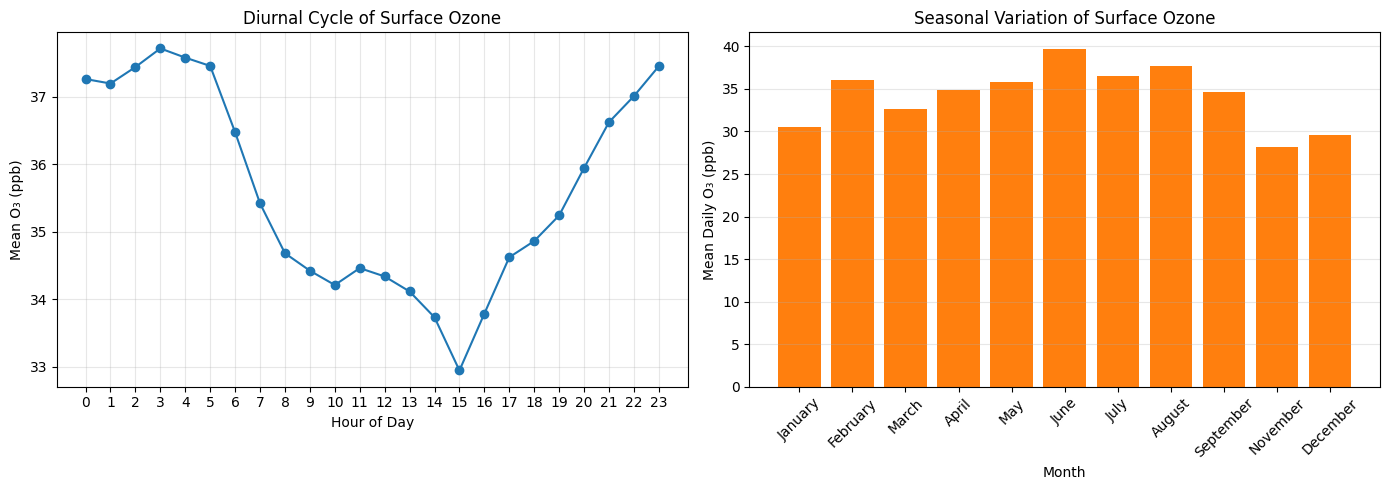 Diurnal Cycle of Surface Ozone
Mean O₃ (ppb)
37
36
35
34
33
0 1 2 3 4 5 6 7 8 9 10 11 12 13 14 15 16 17 18 19 20 21 22 23
Hour of Day
Seasonal Variation of Surface Ozone
Mean Daily O₃ (ppb)
40
35
30
25
20
15
10
5
0
January February March April May June July August September November December
Month